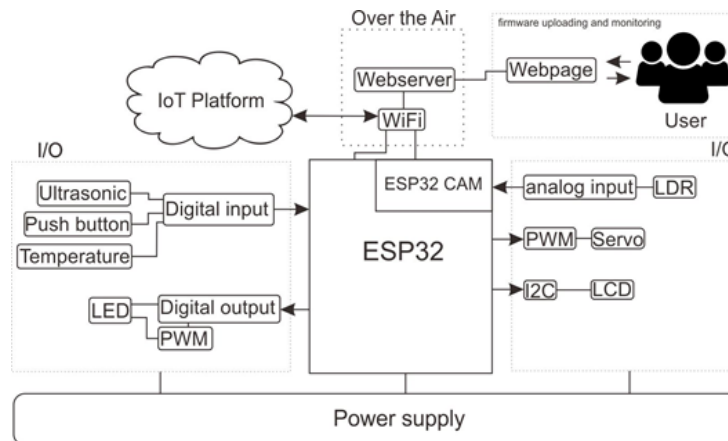 Over the Air
firmware uploading and monitoring
Webserver
Webpage
IoT Platform
WiFi
User
I/O
I/O
Ultrasonic
Push button
Temperature
Digital input
ESP32 CAM
analog input
LDR
ESP32
PWM
Servo
I2C
LCD
LED
Digital output
PWM
Power supply